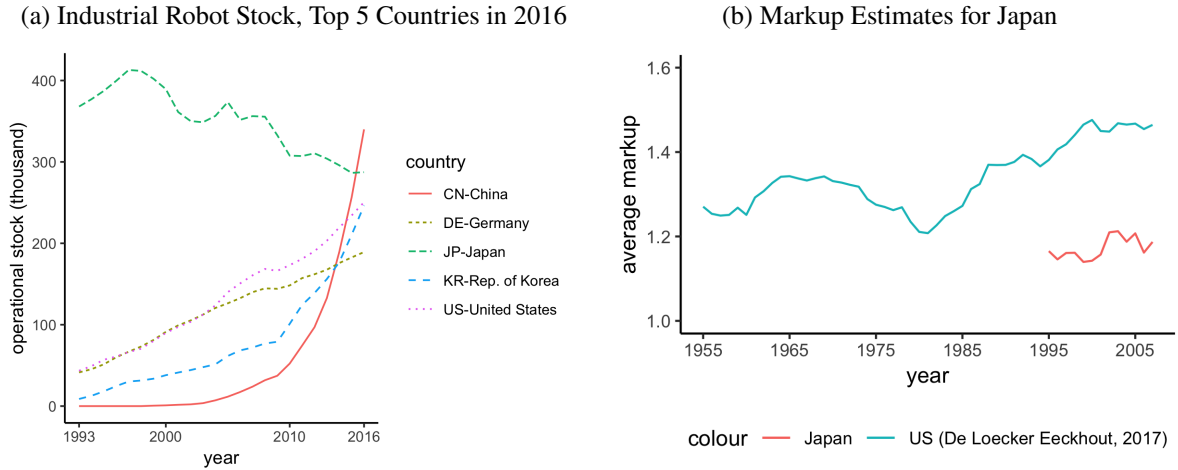 (a) Industrial Robot Stock, Top 5 Countries in 2016
operational stock (thousand)
400
300
200
100
0
1993
2000
2010
2016
year
country
CN-China
DE-Germany
JP-Japan
KR-Rep. of Korea
US-United States
(b) Markup Estimates for Japan
average markup
1.6
1.4
1.2
1.0
1955
1965
1975
1985
1995
2005
year
colour
Japan
US (De Loecker Eeckhout, 2017)